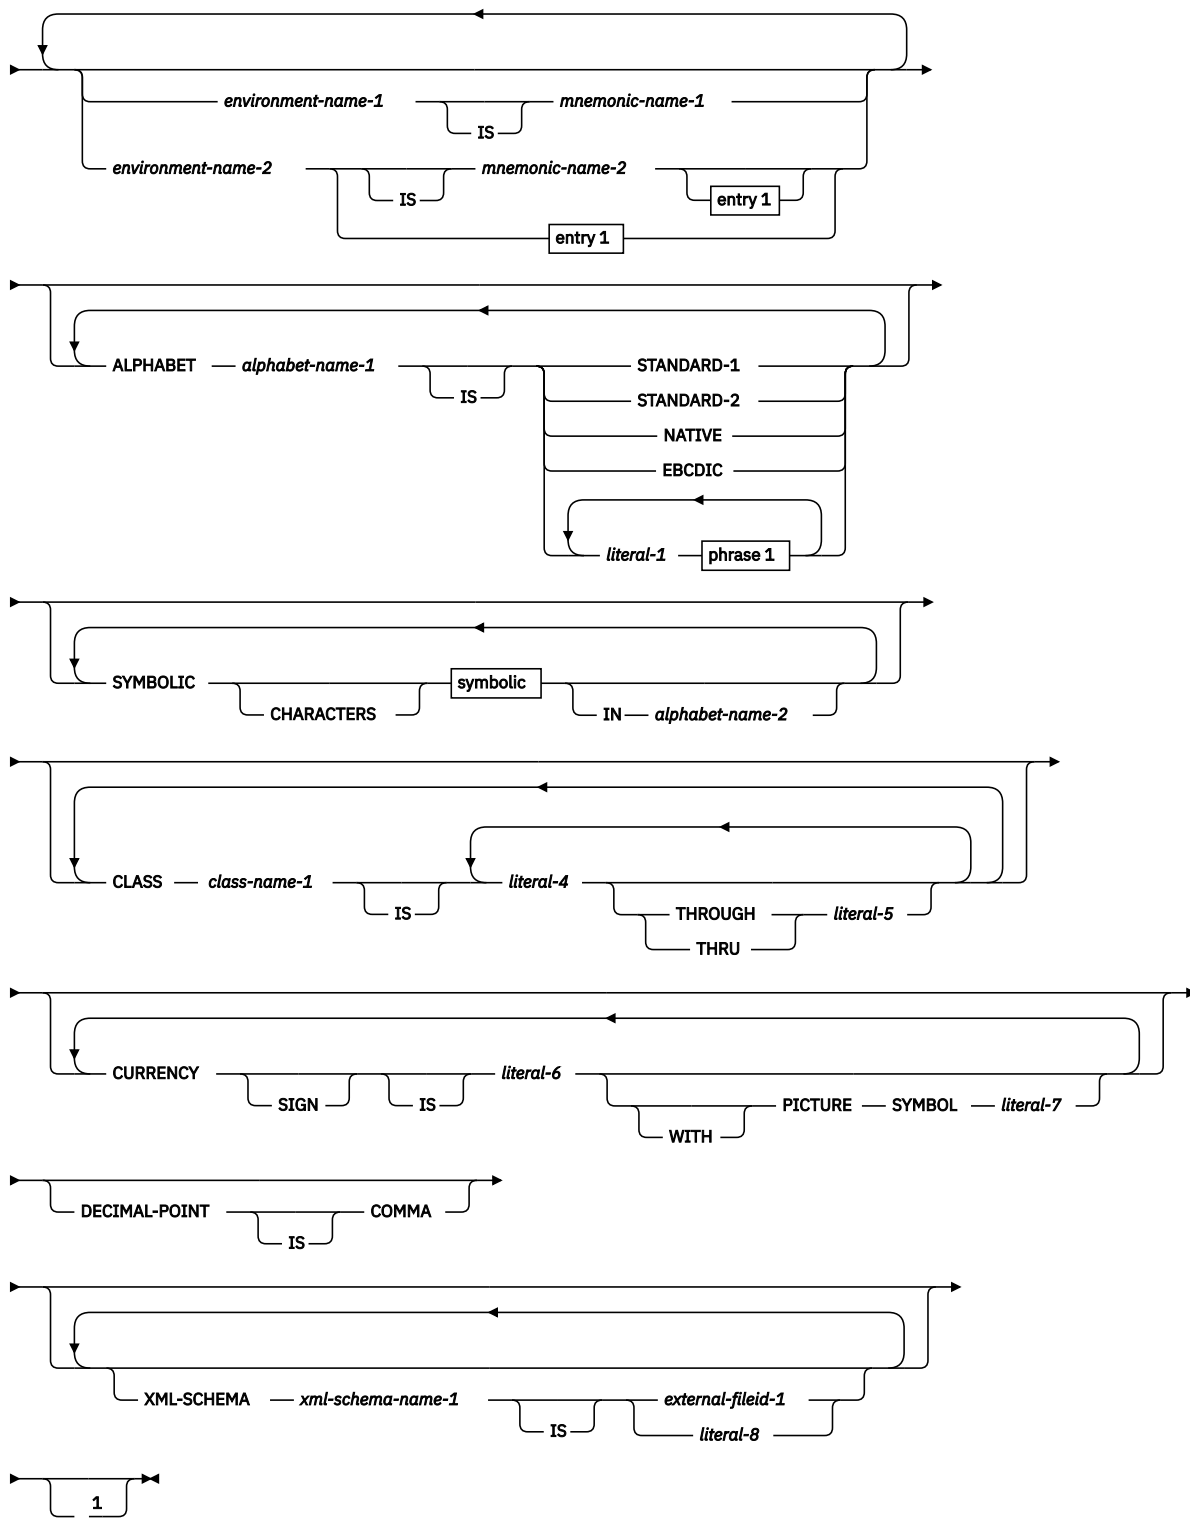 environment-name-1 mnemonic-name-1
IS
environment-name-2 mnemonic-name-2
IS entry 1
entry 1
ALPHABET alphabet-name-1 STANDARD-1
IS STANDARD-2
NATIVE
EBCDIC
literal-1 phrase 1
SYMBOLIC symbolic
CHARACTERS IN alphabet-name-2
CLASS class-name-1 literal-4
IS THROUGH literal-5
THRU
CURRENCY literal-6
SIGN IS PICTURE SYMBOL literal-7
WITH
DECIMAL-POINT COMMA
IS
XML-SCHEMA xml-schema-name-1 external-fileid-1
IS literal-8
1